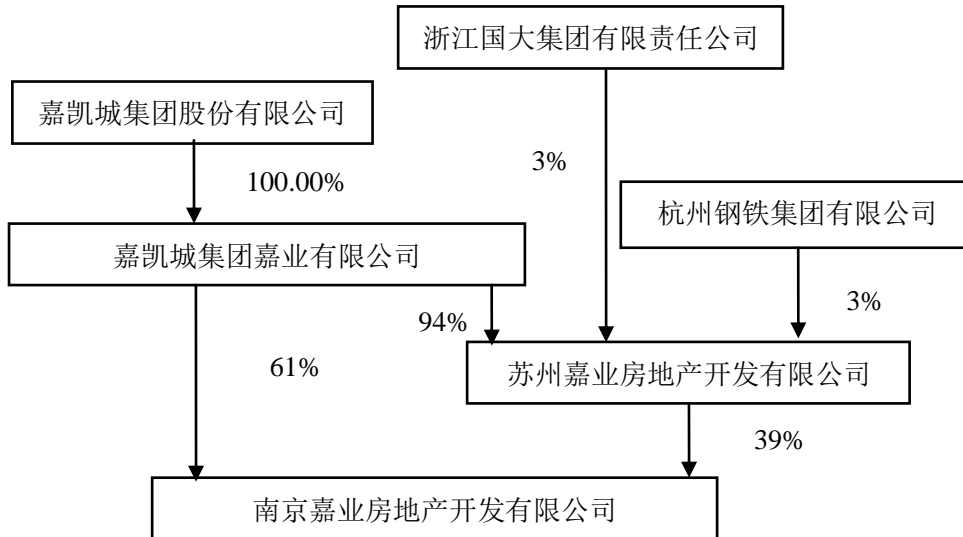 浙江国大集团有限责任公司
嘉凯城集团股份有限公司
3%
100.00%
杭州钢铁集团有限公司
嘉凯城集团嘉业有限公司
3%
94%
61%
苏州嘉业房地产开发有限公司
39%
南京嘉业房地产开发有限公司